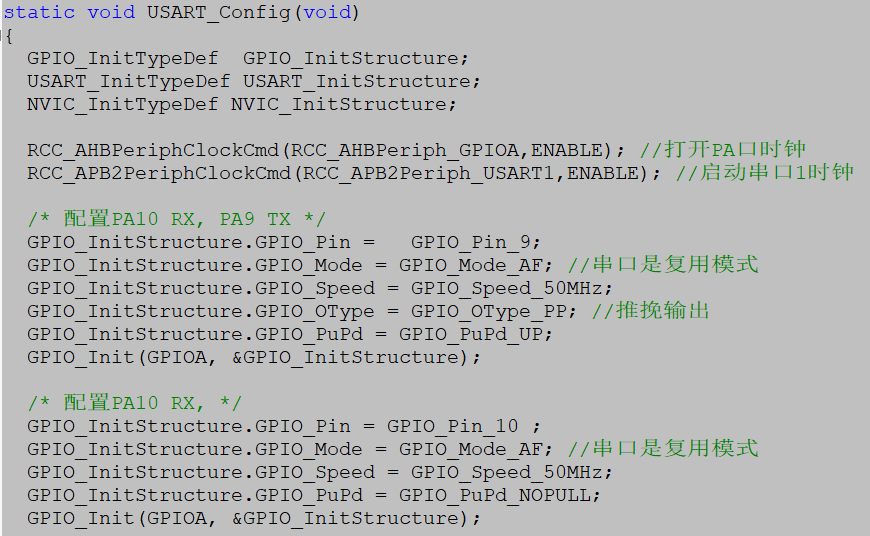 static void USART_Config(void)
{
  GPIO_InitTypeDef  GPIO_InitStructure;
  USART_InitTypeDef USART_InitStructure;
  NVIC_InitTypeDef NVIC_InitStructure;

  RCC_AHBPeriphClockCmd(RCC_AHBPeriph_GPIOA,ENABLE); //打开PA口时钟
  RCC_APB2PeriphClockCmd(RCC_APB2Periph_USART1,ENABLE); //启动串口1时钟

  /* 配置PA10 RX, PA9 TX */
  GPIO_InitStructure.GPIO_Pin =   GPIO_Pin_9;
  GPIO_InitStructure.GPIO_Mode = GPIO_Mode_AF; //串口是复用模式
  GPIO_InitStructure.GPIO_Speed = GPIO_Speed_50MHz;
  GPIO_InitStructure.GPIO_OType = GPIO_OType_PP; //推挽输出
  GPIO_InitStructure.GPIO_PuPd = GPIO_PuPd_UP;
  GPIO_Init(GPIOA, &GPIO_InitStructure);

  /* 配置PA10 RX, */
  GPIO_InitStructure.GPIO_Pin = GPIO_Pin_10 ;
  GPIO_InitStructure.GPIO_Mode = GPIO_Mode_AF; //串口是复用模式
  GPIO_InitStructure.GPIO_Speed = GPIO_Speed_50MHz;
  GPIO_InitStructure.GPIO_PuPd = GPIO_PuPd_NOPULL;
  GPIO_Init(GPIOA, &GPIO_InitStructure);